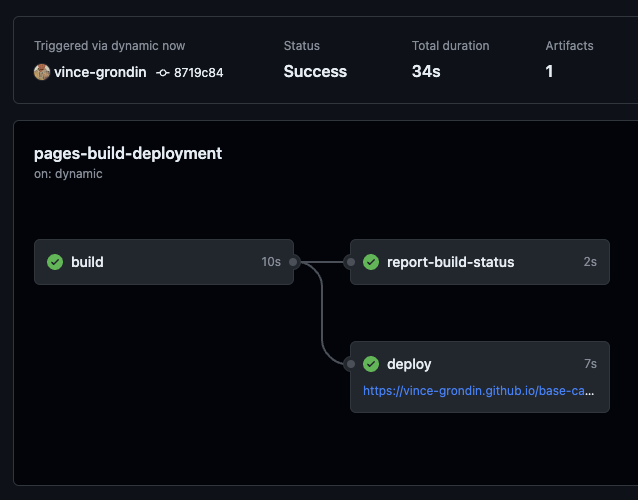 Triggered via dynamic now
vince-grondin 8719c84
Status
Success
Total duration
34s
Artifacts
1
pages-build-deployment
on: dynamic
build 10s
report-build-status 2s
deploy 7s
https://vince-grondin.github.io/base-ca...